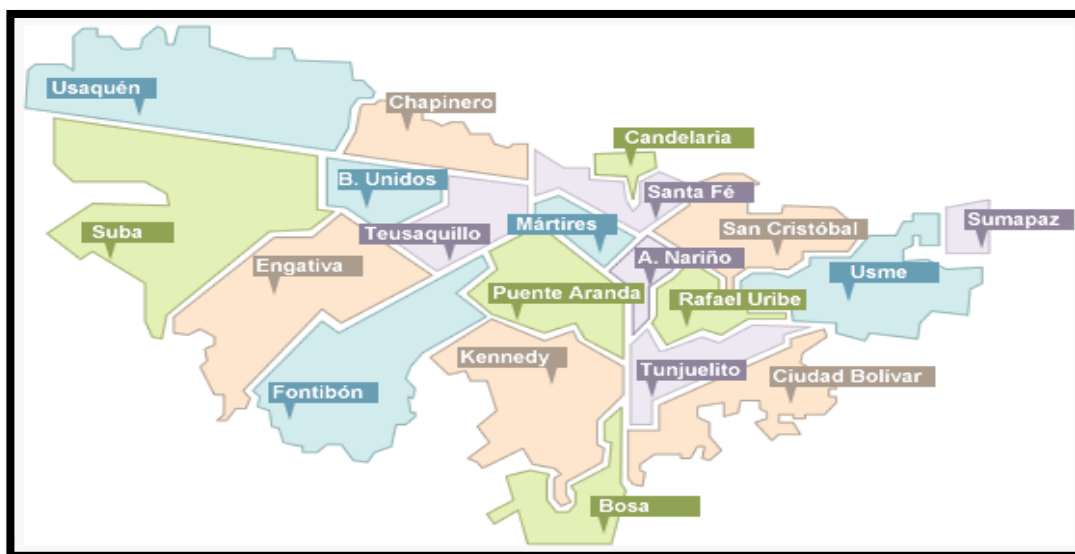 Usaquén
Chapinero
Candelaria
B. Unidos
Santa Fé
Suba
Teusaquillo
Mártires
San Cristóbal
Sumapaz
Engativa
A. Nariño
Usme
Puente Aranda
Rafael Uribe
Kennedy
Tunjuelito
Ciudad Bolívar
Fontibón
Bosa